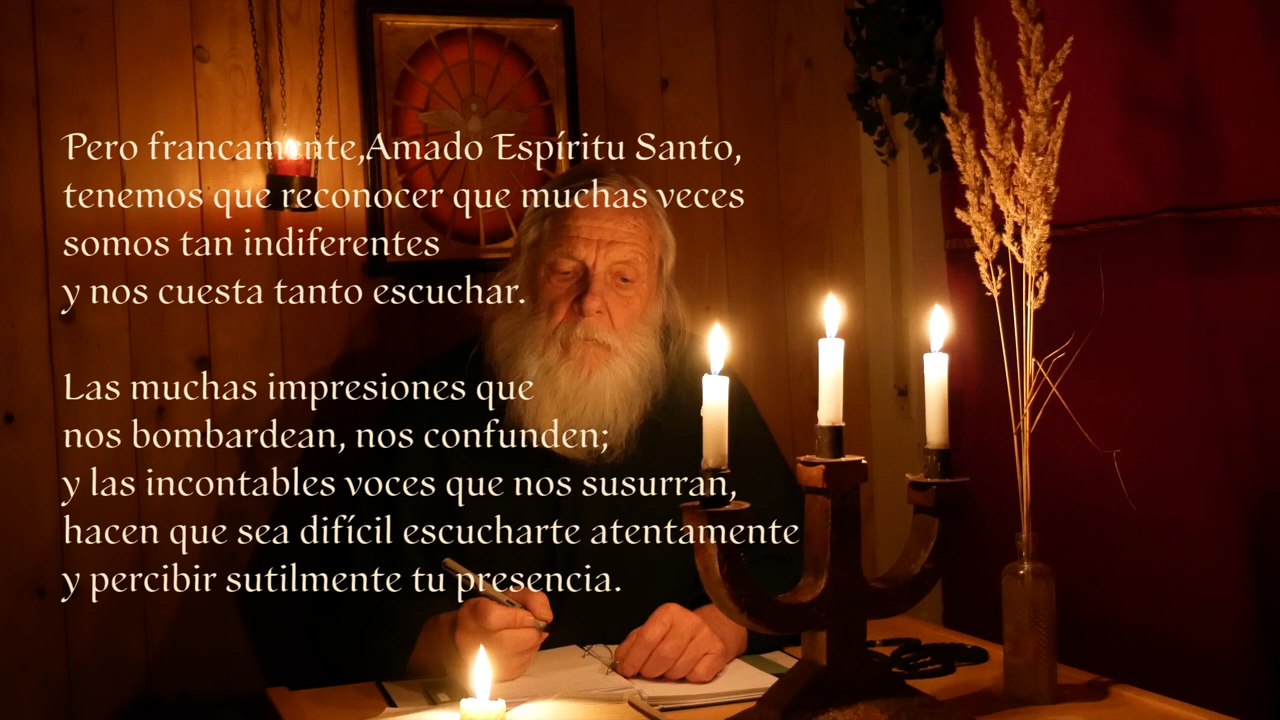 Pero francamente,Amado Espíritu Santo,
tenemos que reconocer que muchas veces
somos tan indiferentes
y nos cuesta tanto escuchar.
Las muchas impresiones que
nos bombardean, nos confunden;
y las incontables voces que nos susurran,
hacen que sea difícil escucharte atentamente
y percibir sutilmente tu presencia.